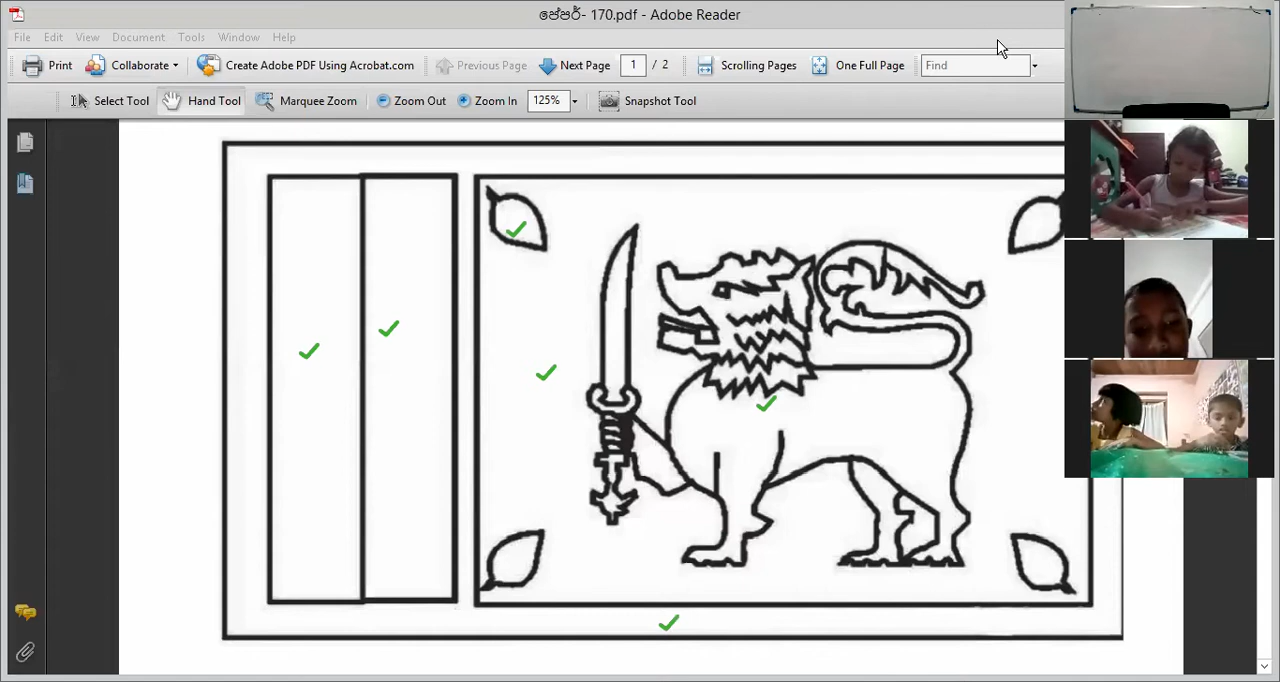 පේපර්- 170.pdf - Adobe Reader
File Edit View Document Tools Window Help
Print Collaborate Create Adobe PDF Using Acrobat.com Previous Page Next Page 1 / 2 Scrolling Pages One Full Page Find
Select Tool Hand Tool Marquee Zoom Zoom Out Zoom In 125% Snapshot Tool